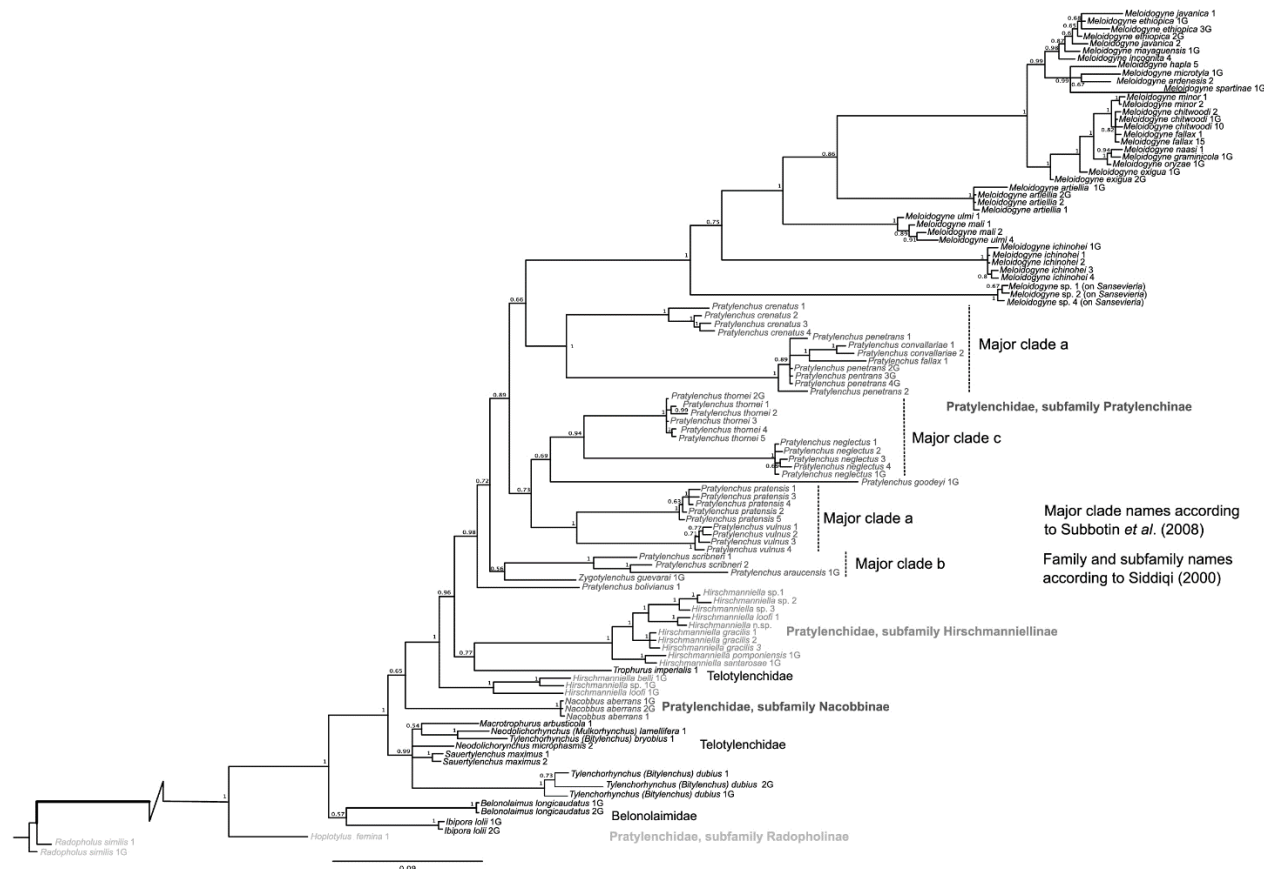 Meloidogyne javanica 1
Meloidogyne ethiopica 1G
Meloidogyne ethiopica 3G
Meloidogyne ethiopica 2G
Meloidogyne javanica 2
Meloidogyne mayaguensis 1G
Meloidogyne incognita 4
Meloidogyne hapla 5
Meloidogyne microtyla 1G
Meloidogyne ardenesis 2
Meloidogyne spartinae 1G
Meloidogyne minor 1
Meloidogyne minor 2
Meloidogyne chitwoodi 2
Meloidogyne chitwoodi 1G
Meloidogyne chitwoodi 10
Meloidogyne fallax 1
Meloidogyne fallax 15
Meloidogyne naasi 1
Meloidogyne graminicola 1G
Meloidogyne oryzae 1G
Meloidogyne exigua 1G
Meloidogyne exigua 2G
Meloidogyne artiellia 1G
Meloidogyne artiellia 2G
Meloidogyne artiellia 2
Meloidogyne artiellia 1
Meloidogyne ulmi 1
Meloidogyne mali 1
Meloidogyne mali 2
Meloidogyne ulmi 4
Meloidogyne ichinohei 1G
Meloidogyne ichinohei 1
Meloidogyne ichinohei 2
Meloidogyne ichinohei 3
Meloidogyne ichinohei 4
Meloidogyne sp. 1 (on Sansevieria)
Meloidogyne sp. 2 (on Sansevieria)
Meloidogyne sp. 4 (on Sansevieria)
Pratylenchus crenatus 1
Pratylenchus crenatus 2
Pratylenchus crenatus 3
Pratylenchus crenatus 4
Pratylenchus penetrans 1
Pratylenchus convallariae 1
Pratylenchus convallariae 2
Pratylenchus fallax 1
Pratylenchus penetrans 2G
Pratylenchus pentrans 3G
Pratylenchus penetrans 4G
Pratylenchus penetrans 2
Major clade a
Pratylenchidae, subfamily Pratylenchinae
Pratylenchus thornei 2G
Pratylenchus thornei 1
Pratylenchus thornei 2
Pratylenchus thornei 3
Pratylenchus thornei 4
Pratylenchus thornei 5
Pratylenchus neglectus 1
Pratylenchus neglectus 2
Pratylenchus neglectus 3
Pratylenchus neglectus 4
Pratylenchus neglectus 1G
Major clade c
Pratylenchus goodeyi 1G
Pratylenchus pratensis 1
Pratylenchus pratensis 3
Pratylenchus pratensis 4
Pratylenchus pratensis 2
Pratylenchus pratensis 5
Pratylenchus vulnus 1
Pratylenchus vulnus 2
Pratylenchus vulnus 3
Pratylenchus vulnus 4
Major clade a
Major clade names according
to Subbotin et al. (2008)
Family and subfamily names
according to Siddiqi (2000)
Pratylenchus scribneri 1
Pratylenchus scribneri 2
Pratylenchus araucensis 1G
Major clade b
Zygotylenchus guevarai 1G
Pratylenchus bolivianus 1
Hirschmanniella sp.1
Hirschmanniella sp. 2
Hirschmanniella sp. 3
Hirschmanniella loofi 1
Hirschmanniella n.sp.
Hirschmanniella gracilis 1
Hirschmanniella gracilis 2
Hirschmanniella gracilis 3
Hirschmanniella pomponiensis 1G
Hirschmanniella santarosae 1G
Pratylenchidae, subfamily Hirschmanniellinae
Trophurus imperialis 1
Telotylenchidae
Hirschmanniella belli 1G
Hirschmanniella sp. 1G
Hirschmanniella loofi 1G
Nacobbus aberrans 1G
Nacobbus aberrans 2G
Nacobbus aberrans 1
Pratylenchidae, subfamily Nacobbinae
Macrotrophurus arbusticola 1
Neodolichorhynchus (Mulkorhynchus) lamellifera 1
Tylenchorhynchus (Bitylenchus) bryobius 1
Neodolichorynchus microphasmis 2
Sauertylenchus maximus 1
Sauertylenchus maximus 2
Telotylenchidae
Tylenchorhynchus (Bitylenchus) dubius 1
Tylenchorhynchus (Bitylenchus) dubius 2G
Tylenchorhynchus (Bitylenchus) dubius 1G
Belonolaimus longicaudatus 1G
Belonolaimus longicaudatus 2G
Belonolaimidae
Ibipora lolii 1G
Ibipora lolii 2G
Hoplotylus femina 1
Pratylenchidae, subfamily Radopholinae
Radopholus similis 1
Radopholus similis 1G
0.09